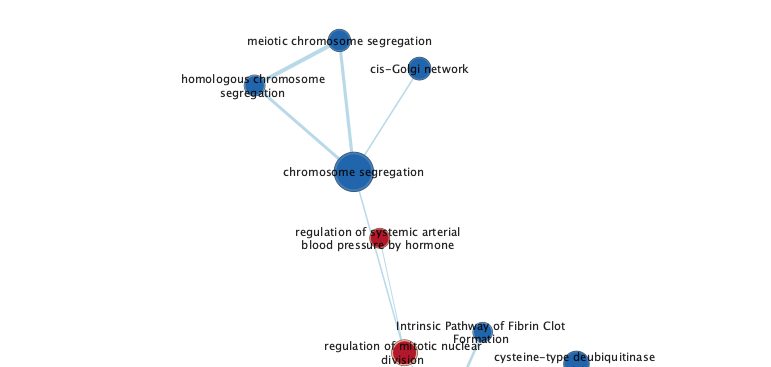 meiotic chromosome segregation
cis-Golgi network
homologous chromosome
segregation
chromosome segregation
regulation of systemic arterial
blood pressure by hormone
Intrinsic Pathway of Fibrin Clot
Formation
regulation of mitotic nuclear
division
cysteine-type deubiquitinase